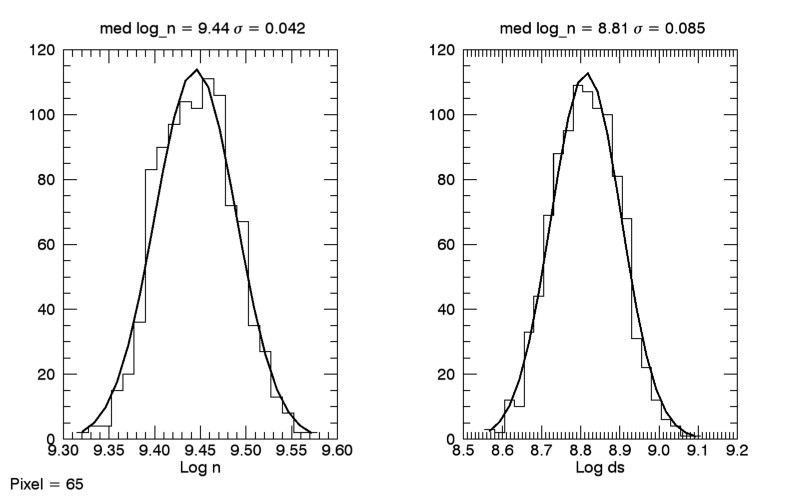 med log_n = 9.44 σ = 0.042
120
100
80
60
40
20
0
9.30 9.35 9.40 9.45 9.50 9.55 9.60
Log n
med log_n = 8.81 σ = 0.085
120
100
80
60
40
20
0
8.5 8.6 8.7 8.8 8.9 9.0 9.1 9.2
Log ds
Pixel = 65